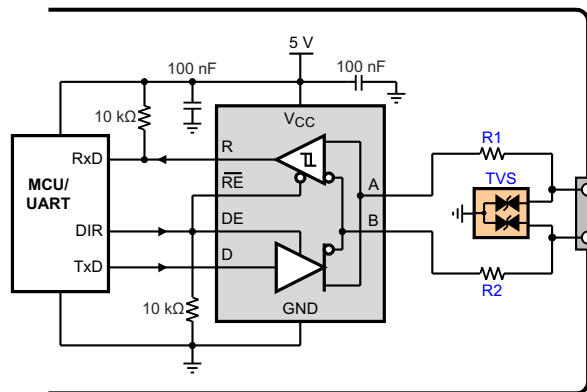 5 V
100 nF
100 nF
10 kΩ
VCC
R1
RxD
R
TVS
MCU/
UART
RE
A
DIR
DE
B
TxD
D
R2
10 kΩ
GND